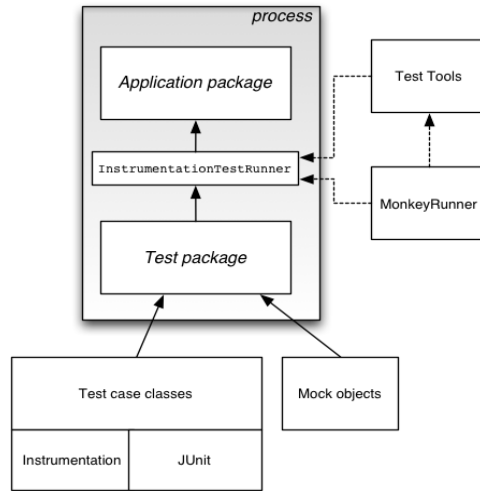 process
Application package
Test Tools
InstrumentationTestRunner
MonkeyRunner
Test package
Test case classes
Mock objects
Instrumentation
JUnit